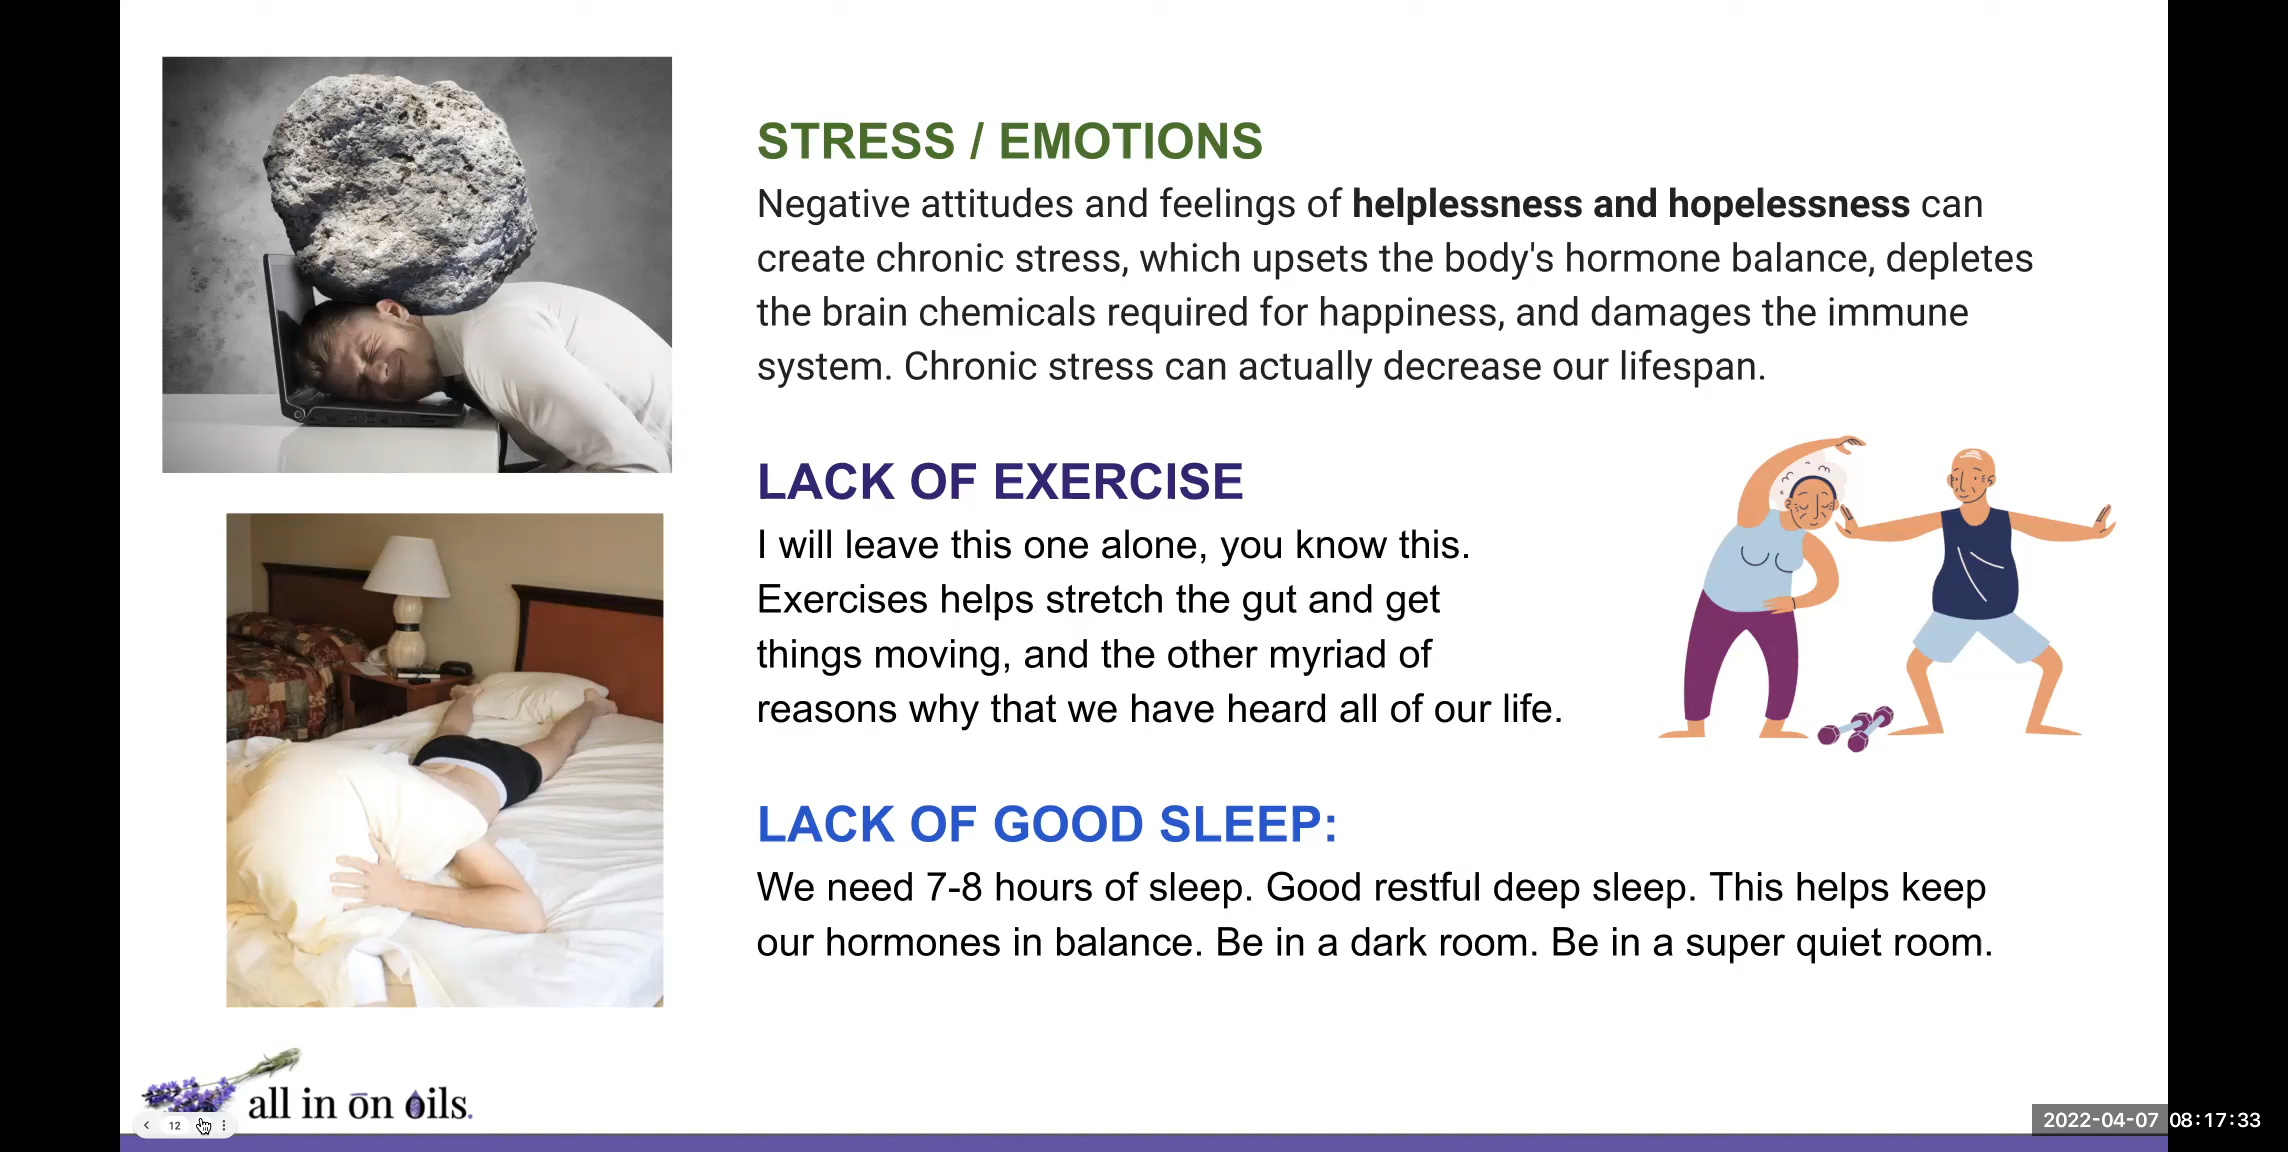 STRESS / EMOTIONS
Negative attitudes and feelings of helplessness and hopelessness can
create chronic stress, which upsets the body's hormone balance, depletes
the brain chemicals required for happiness, and damages the immune
system. Chronic stress can actually decrease our lifespan.
LACK OF EXERCISE
I will leave this one alone, you know this.
Exercises helps stretch the gut and get
things moving, and the other myriad of
reasons why that we have heard all of our life.
LACK OF GOOD SLEEP:
We need 7-8 hours of sleep. Good restful deep sleep. This helps keep
our hormones in balance. Be in a dark room. Be in a super quiet room.
all in ōn oils.
12
2022-04-07 08:17:33